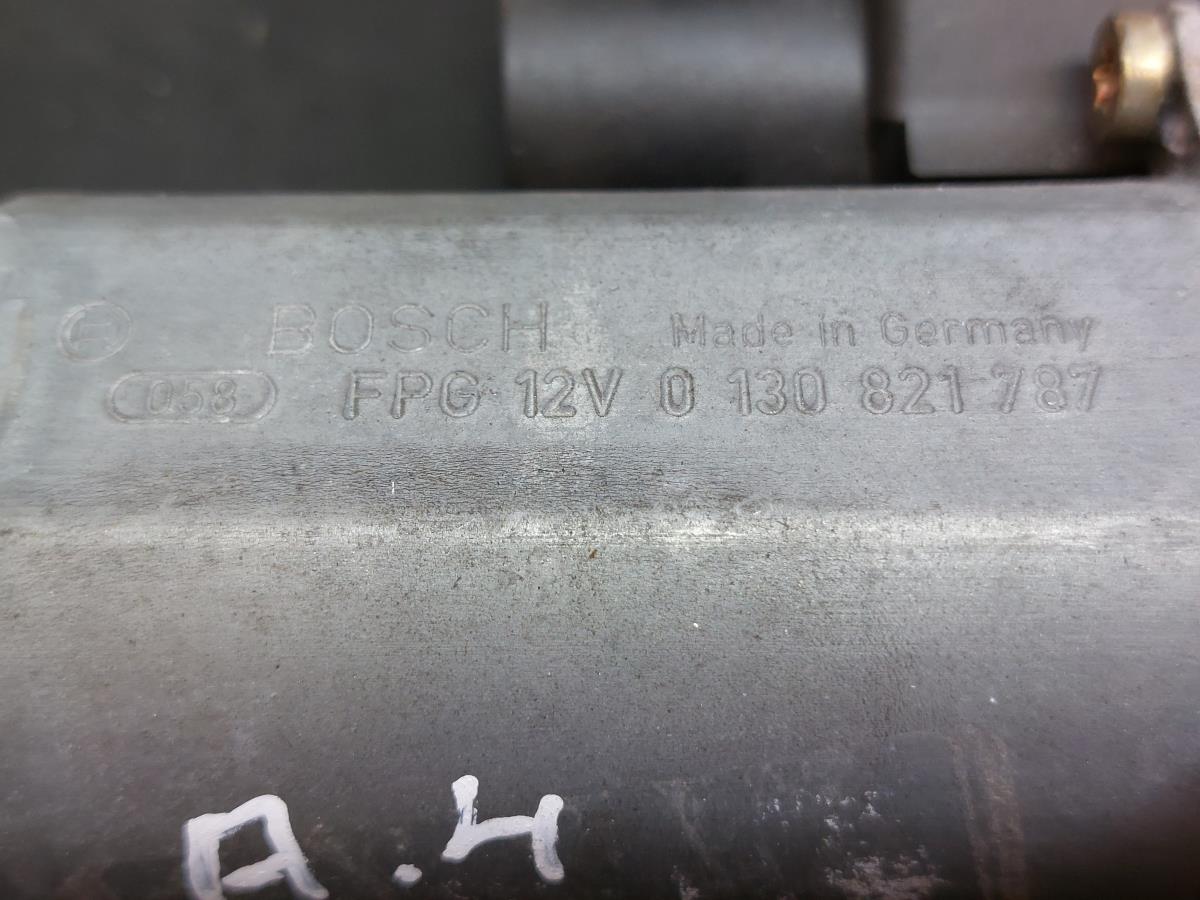 BOSCH Made in Germany
058 FPG 12V 0 130 821 787
A.H